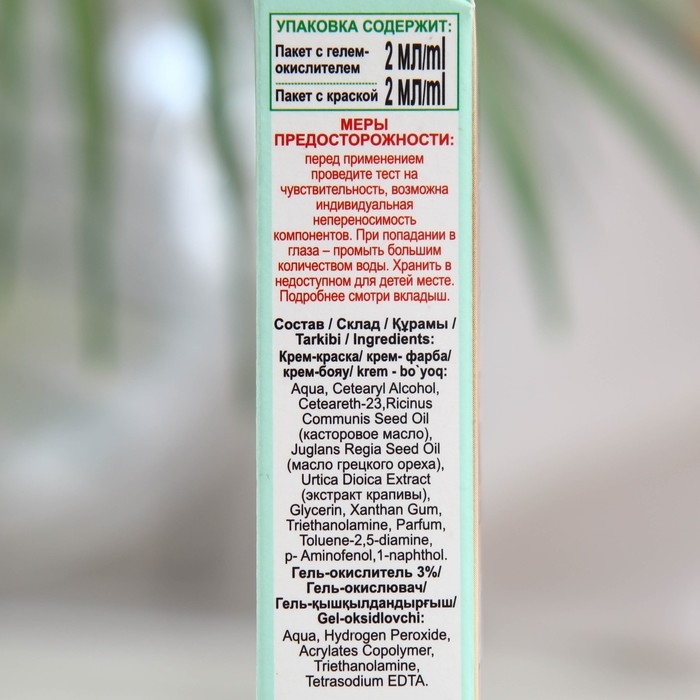 УПАКОВКА СОДЕРЖИТ:
Пакет с гелем-
окислителем 2 МЛ/ml
Пакет с краской 2 МЛ/ml
МЕРЫ
ПРЕДОСТОРОЖНОСТИ:
перед применением
проведите тест на
чувствительность, возможна
индивидуальная
непереносимость
компонентов. При попадании в
глаза – промыть большим
количеством воды. Хранить в
недоступном для детей месте.
Подробнее смотри вкладыш.
Состав / Склад / Құрамы /
Tarkibi / Ingredients:
Крем-краска/ крем- фарба/
крем-бояу/ krem - bo`yoq:
Aqua, Cetearyl Alcohol,
Ceteareth-23,Ricinus
Communis Seed Oil
(касторовое масло),
Juglans Regia Seed Oil
(масло грецкого ореха),
Urtica Dioica Extract
(экстракт крапивы),
Glycerin, Xanthan Gum,
Triethanolamine, Parfum,
Toluene-2,5-diamine,
p- Aminofenol,1-naphthol.
Гель-окислитель 3%/
Гель-окислювач/
Гель-қышқылдандырғыш/
Gel-oksidlovchi:
Aqua, Hydrogen Peroxide,
Acrylates Copolymer,
Triethanolamine,
Tetrasodium EDTA.